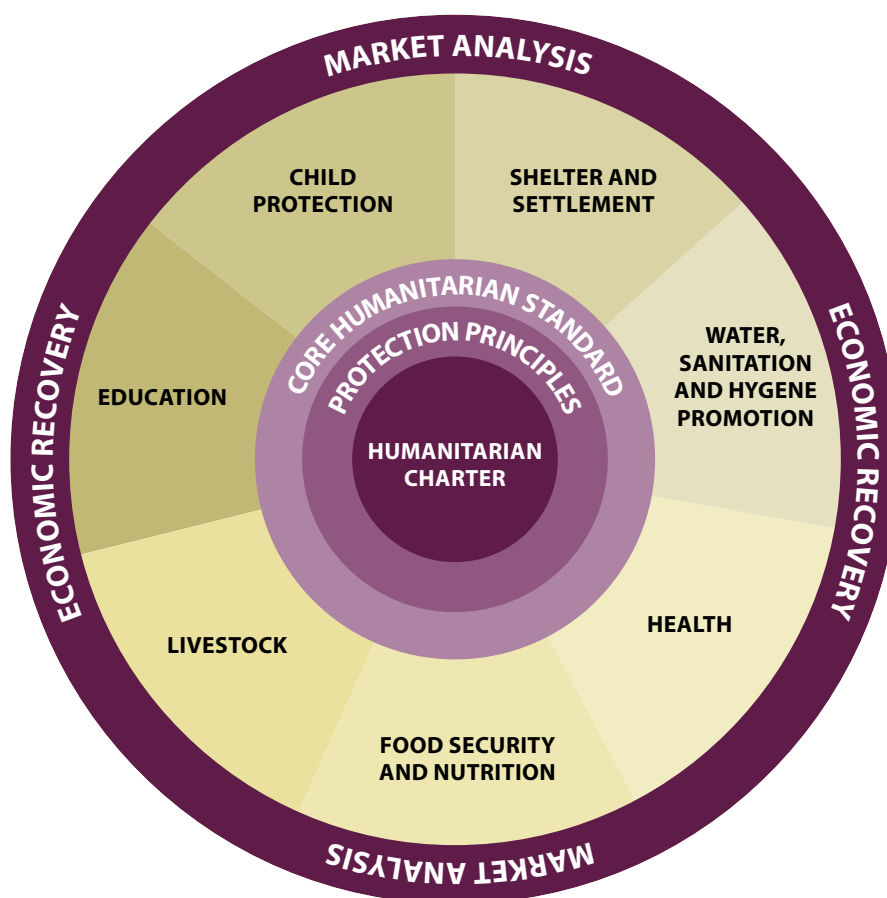 MARKET ANALYSIS
CHILD
PROTECTION
SHELTER AND
SETTLEMENT
CORE HUMANITARIAN STANDARD
PROTECTION PRINCIPLES
HUMANITARIAN
CHARTER
EDUCATION
WATER,
SANITATION
AND HYGENE
PROMOTION
ECONOMIC RECOVERY
ECONOMIC RECOVERY
LIVESTOCK
HEALTH
FOOD SECURITY
AND NUTRITION
MARKET ANALYSIS